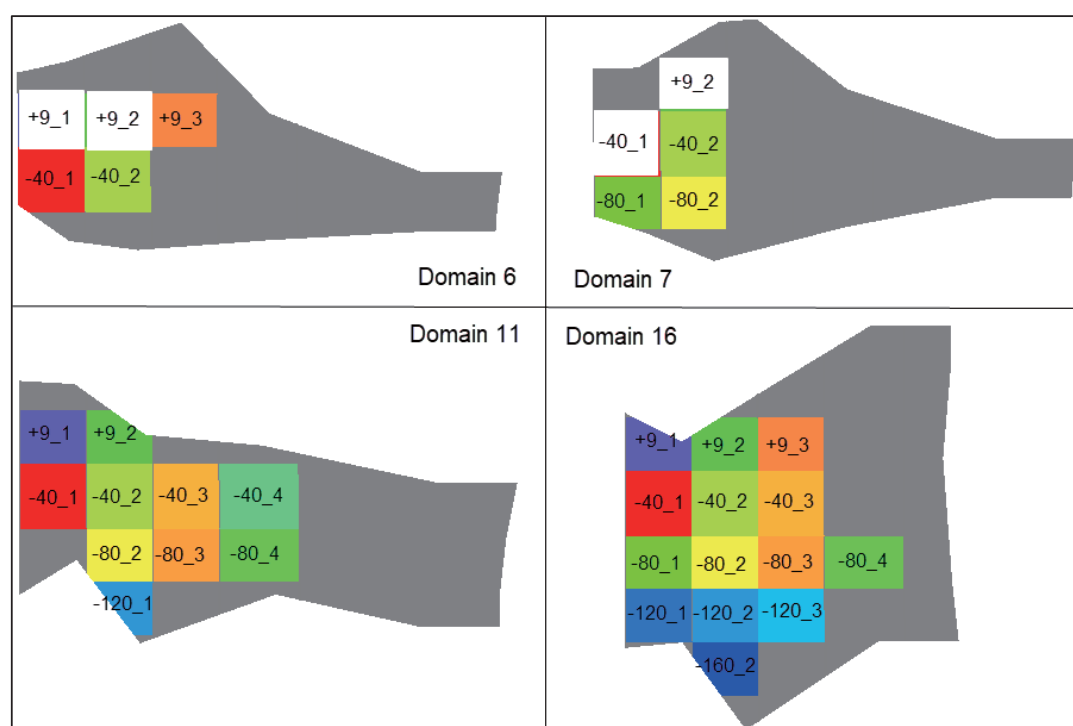 +9_1 +9_2 +9_3
-40_1 -40_2
Domain 6
+9_2
-40_1 -40_2
-80_1 -80_2
Domain 7
Domain 11
+9_1 +9_2
-40_1 -40_2 -40_3 -40_4
-80_2 -80_3 -80_4
-120_1
Domain 16
+9_1 +9_2 +9_3
-40_1 -40_2 -40_3
-80_1 -80_2 -80_3 -80_4
-120_1 -120_2 -120_3
-160_2